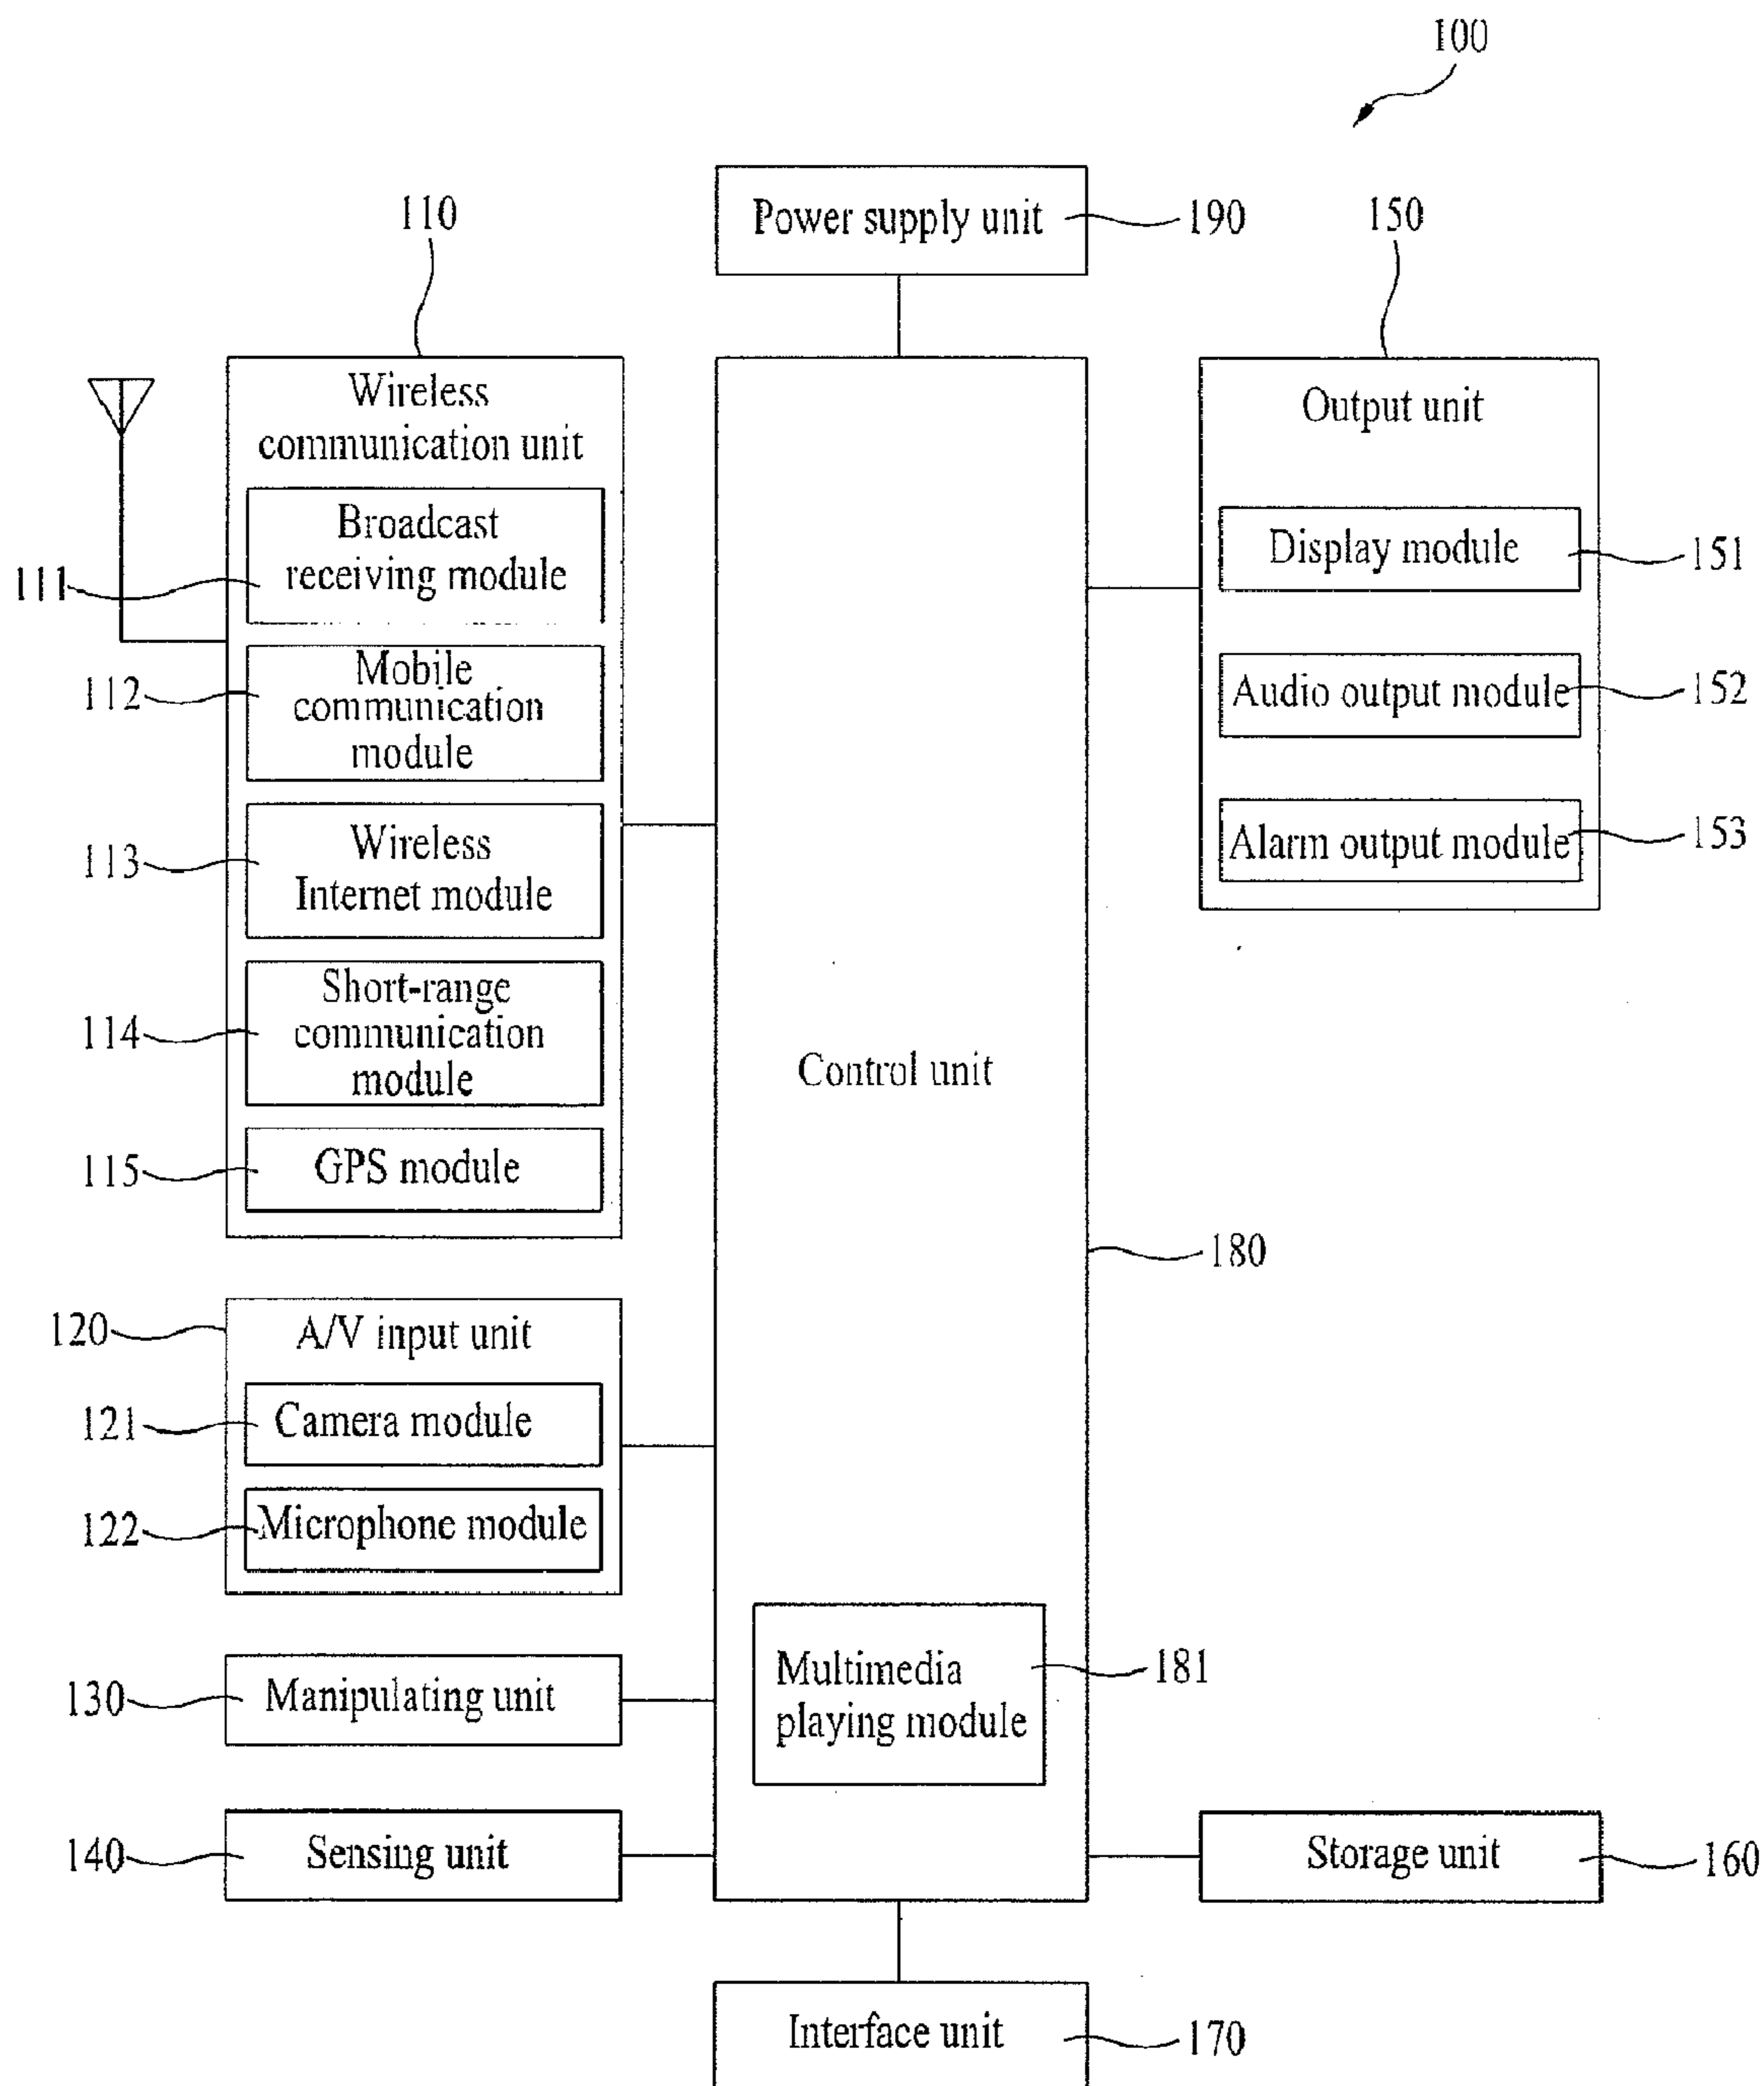 100
110
Power supply unit
190
150
Wireless
communication unit
Broadcast
receiving module
111
Mobile
communication
module
112
Wireless
Internet module
113
Short-range
communication
module
114
GPS module
115
Output unit
Display module
151
Audio output module
152
Alarm output module
153
Control unit
180
120
A/V input unit
121
Camera module
122
Microphone module
130
Manipulating unit
Multimedia
playing module
181
140
Sensing unit
Storage unit
160
Interface unit
170